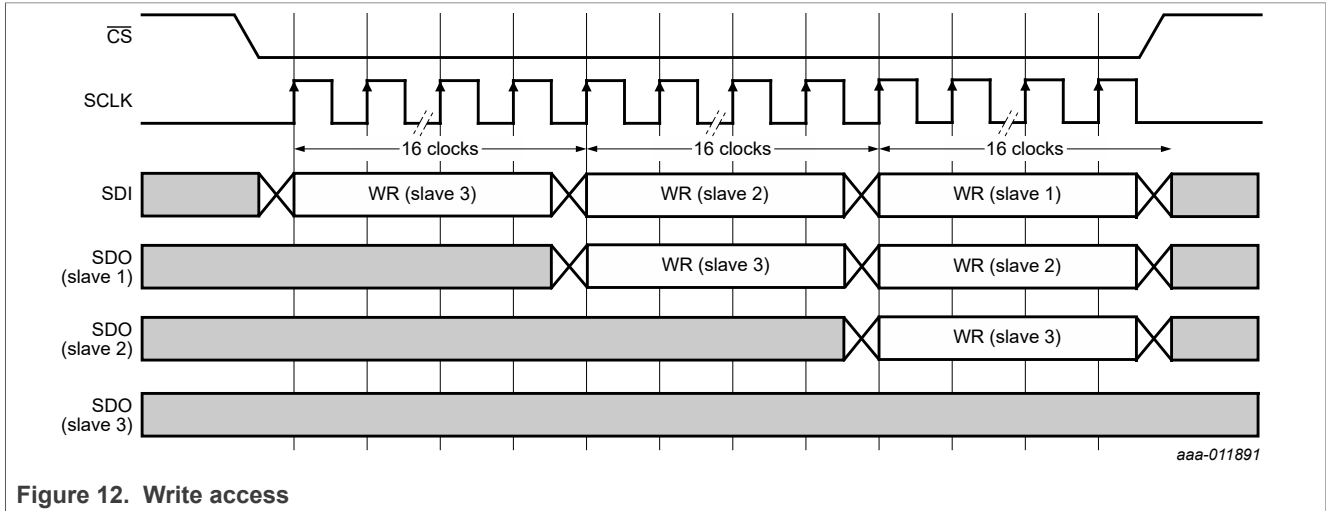 CS
SCLK
16 clocks 16 clocks 16 clocks
SDI WR (slave 3) WR (slave 2) WR (slave 1)
SDO
(slave 1) WR (slave 3) WR (slave 2)
SDO
(slave 2) WR (slave 3)
SDO
(slave 3)
aaa-011891
Figure 12. Write access